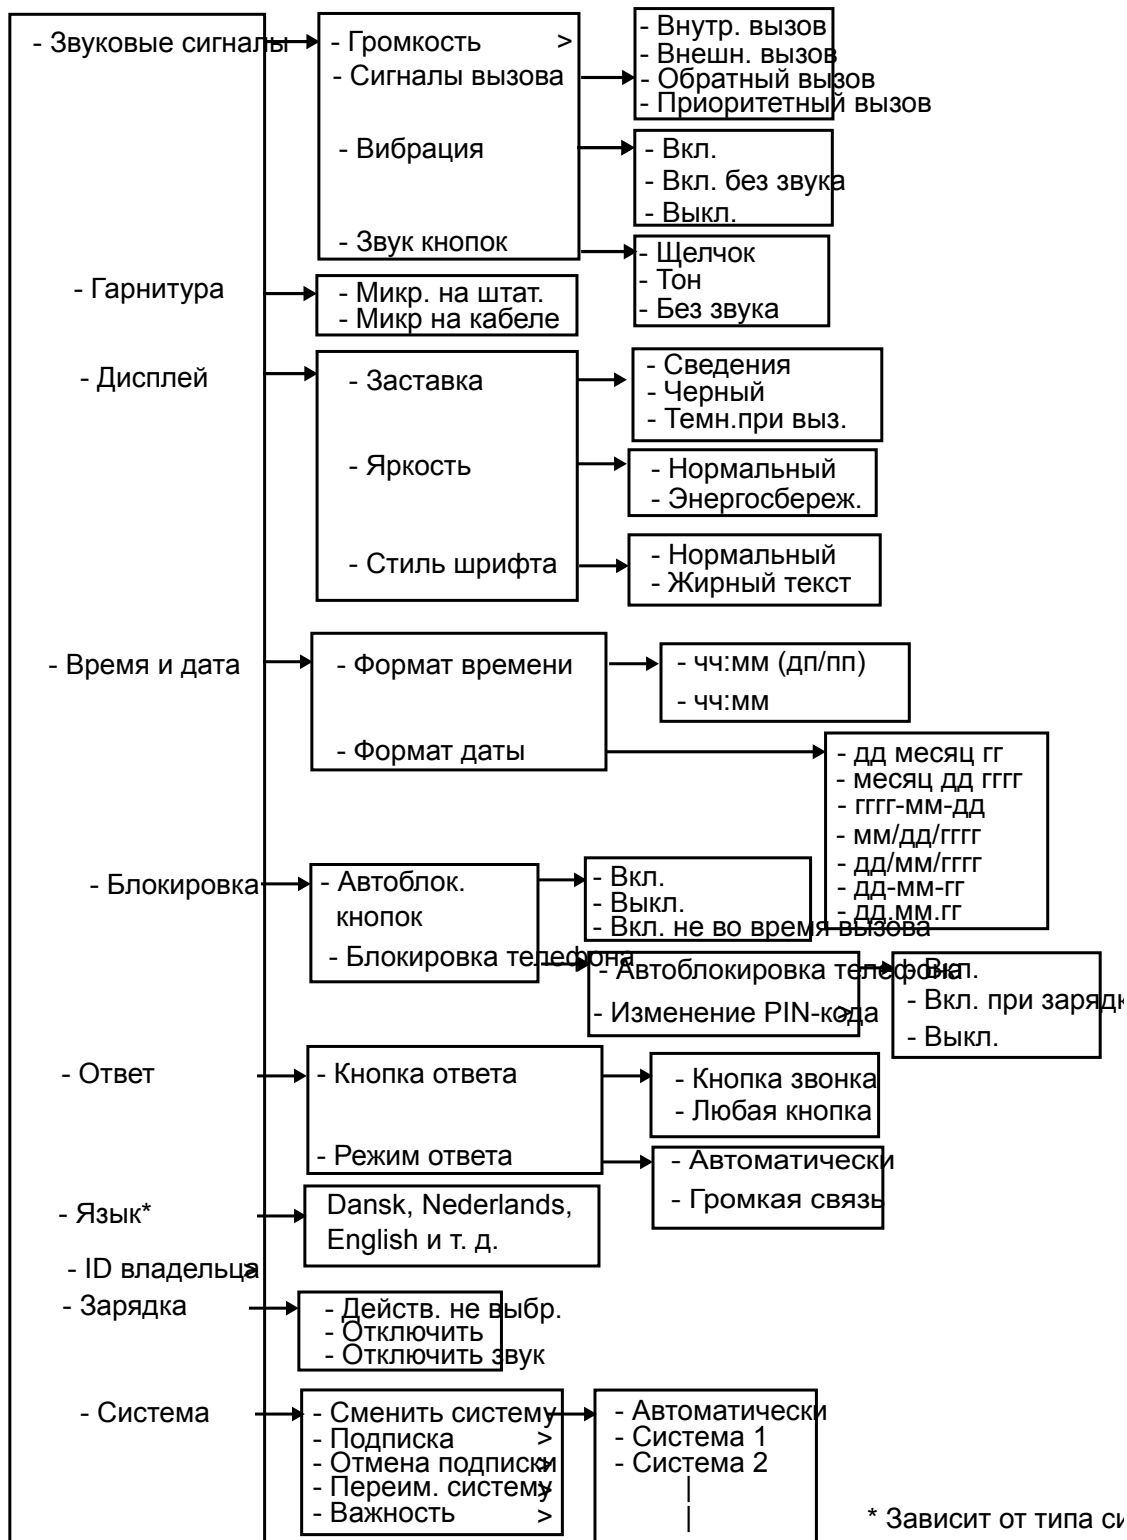 - Звуковые сигналы
- Громкость >
- Сигналы вызова
- Внутр. вызов
- Внешн. вызов
- Обратный вызов
- Приоритетный вызов
- Вибрация
- Вкл.
- Вкл. без звука
- Выкл.
- Звук кнопок
- Щелчок
- Тон
- Без звука
- Гарнитура
- Микр. на штат.
- Микр на кабеле
- Дисплей
- Заставка
- Сведения
- Черный
- Темн.при выз.
- Яркость
- Нормальный
- Энергосбереж.
- Стиль шрифта
- Нормальный
- Жирный текст
- Время и дата
- Формат времени
- чч:мм (дп/пп)
- чч:мм
- Формат даты
- дд месяц гг
- месяц дд гггг
- гггг-мм-дд
- мм/дд/гггг
- дд/мм/гггг
- дд-мм-гг
- дд.мм.гг
- Блокировка
- Автоблок.
кнопок
- Вкл.
- Выкл.
- Вкл. не во время вызова
- Блокировка телефона
- Автоблокировка телефона
- Вкл.
- Вкл. при зарядк
- Выкл.
- Изменение PIN-кода >
- Ответ
- Кнопка ответа
- Кнопка звонка
- Любая кнопка
- Режим ответа
- Автоматически
- Громкая связь
- Язык*
Dansk, Nederlands,
English и т. д.
- ID владельца >
- Зарядка
- Действ. не выбр.
- Отключить
- Отключить звук
- Система
- Сменить систему
- Подписка >
- Отмена подписки >
- Переим. систему >
- Важность >
- Автоматически
- Система 1
- Система 2
|
|
* Зависит от типа си